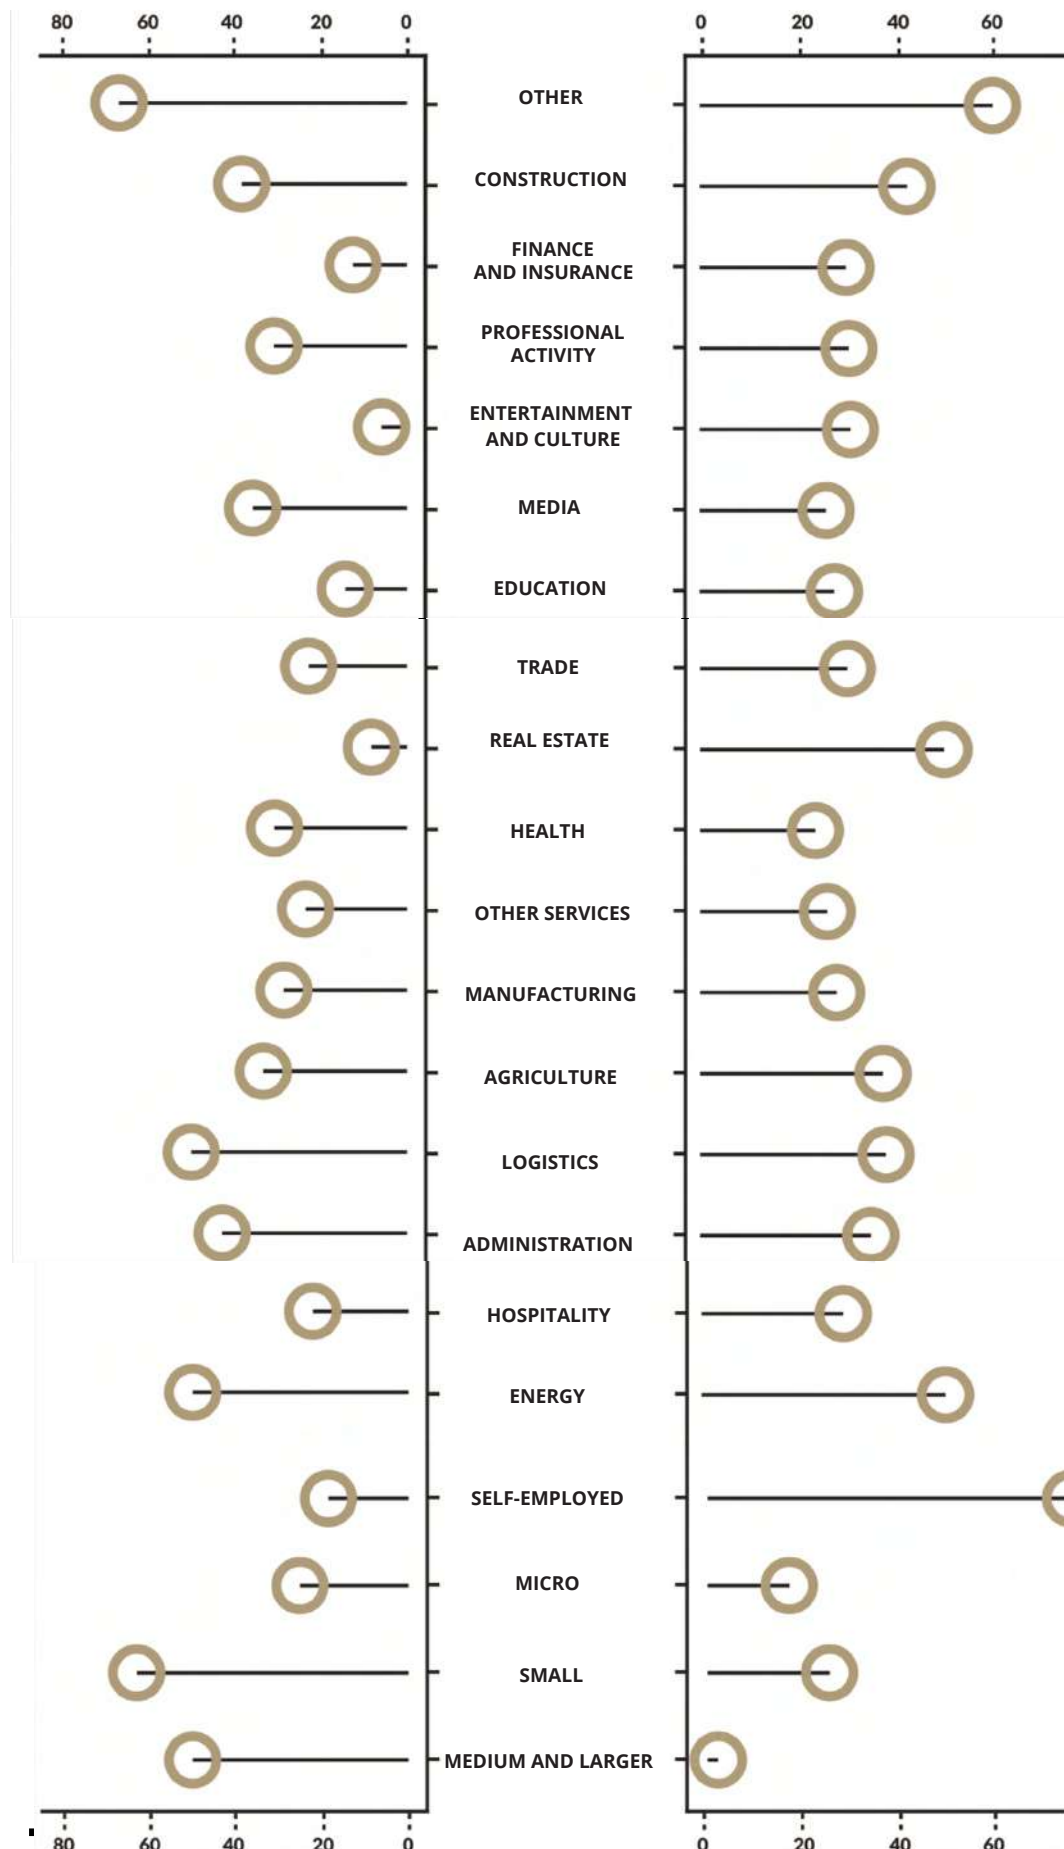 80 60 40 20 0 0 20 40 60
OTHER
CONSTRUCTION
FINANCE
AND INSURANCE
PROFESSIONAL
ACTIVITY
ENTERTAINMENT
AND CULTURE
MEDIA
EDUCATION
TRADE
REAL ESTATE
HEALTH
OTHER SERVICES
MANUFACTURING
AGRICULTURE
LOGISTICS
ADMINISTRATION
HOSPITALITY
ENERGY
SELF-EMPLOYED
MICRO
SMALL
MEDIUM AND LARGER
80 60 40 20 0 0 20 40 60